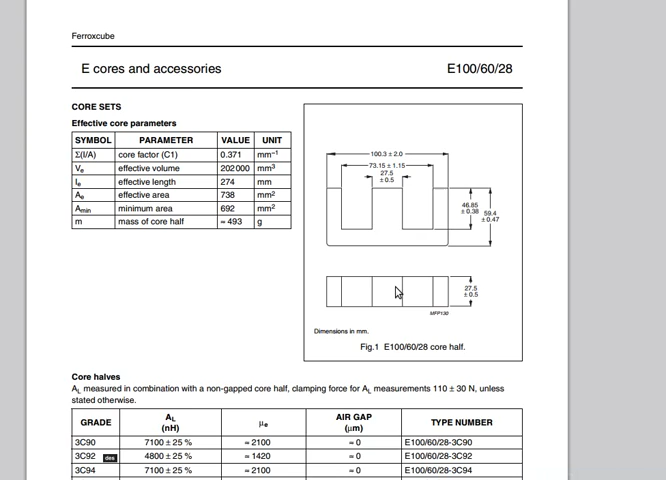 Ferroxcube
E cores and accessories E100/60/28
CORE SETS
Effective core parameters
SYMBOL PARAMETER VALUE UNIT
Σ(I/A) core factor (C1) 0.371 mm−1
Ve effective volume 202000 mm3
Ie effective length 274 mm
Ae effective area 738 mm2
Amin minimum area 692 mm2
m mass of core half ≈ 493 g
100.3 ± 2.0
73.15 ± 1.15
27.5
± 0.5
46.85
± 0.38
59.4
± 0.47
27.5
± 0.5
MFP130
Dimensions in mm.
Fig.1 E100/60/28 core half.
Core halves
AL measured in combination with a non-gapped core half, clamping force for AL measurements 110 ± 30 N, unless
stated otherwise.
GRADE AL (nH) μe AIR GAP (μm) TYPE NUMBER
3C90 7100 ± 25 % ≈ 2100 ≈ 0 E100/60/28-3C90
3C92 des 4800 ± 25 % ≈ 1420 ≈ 0 E100/60/28-3C92
3C94 7100 ± 25 % ≈ 2100 ≈ 0 E100/60/28-3C94